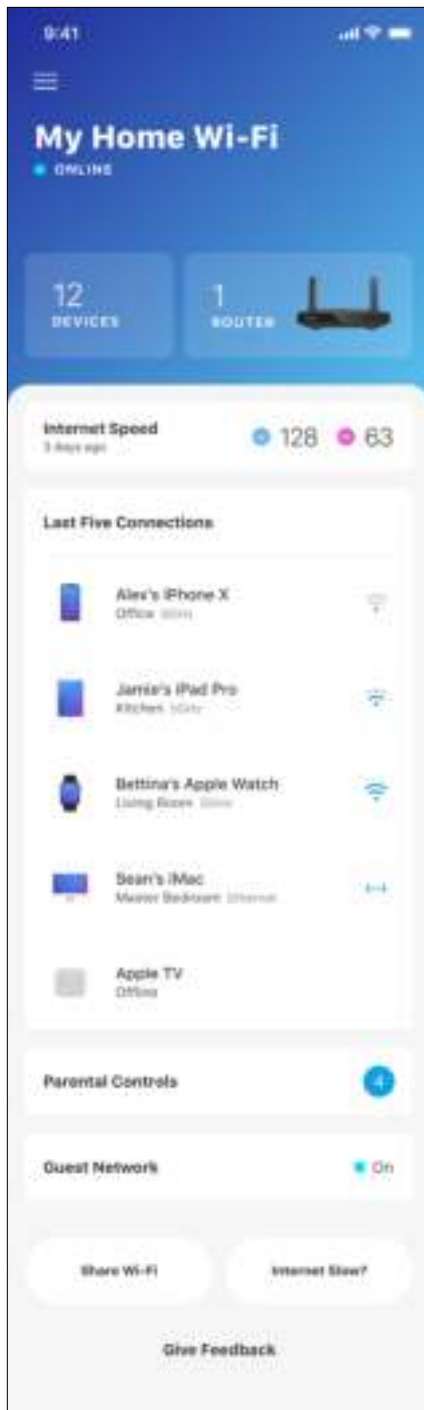 9:41
My Home Wi-Fi
ONLINE
12
DEVICES
1
ROUTER
Internet Speed
3 days ago
128
63
Last Five Connections
Alex's iPhone X
Office
Jamie's iPad Pro
Kitchen
Bettina's Apple Watch
Living Room
Sean's iMac
Master Bedroom Ethernet
Apple TV
Offline
Parental Controls
4
Guest Network
On
Share Wi-Fi
Internet Slow?
Give Feedback